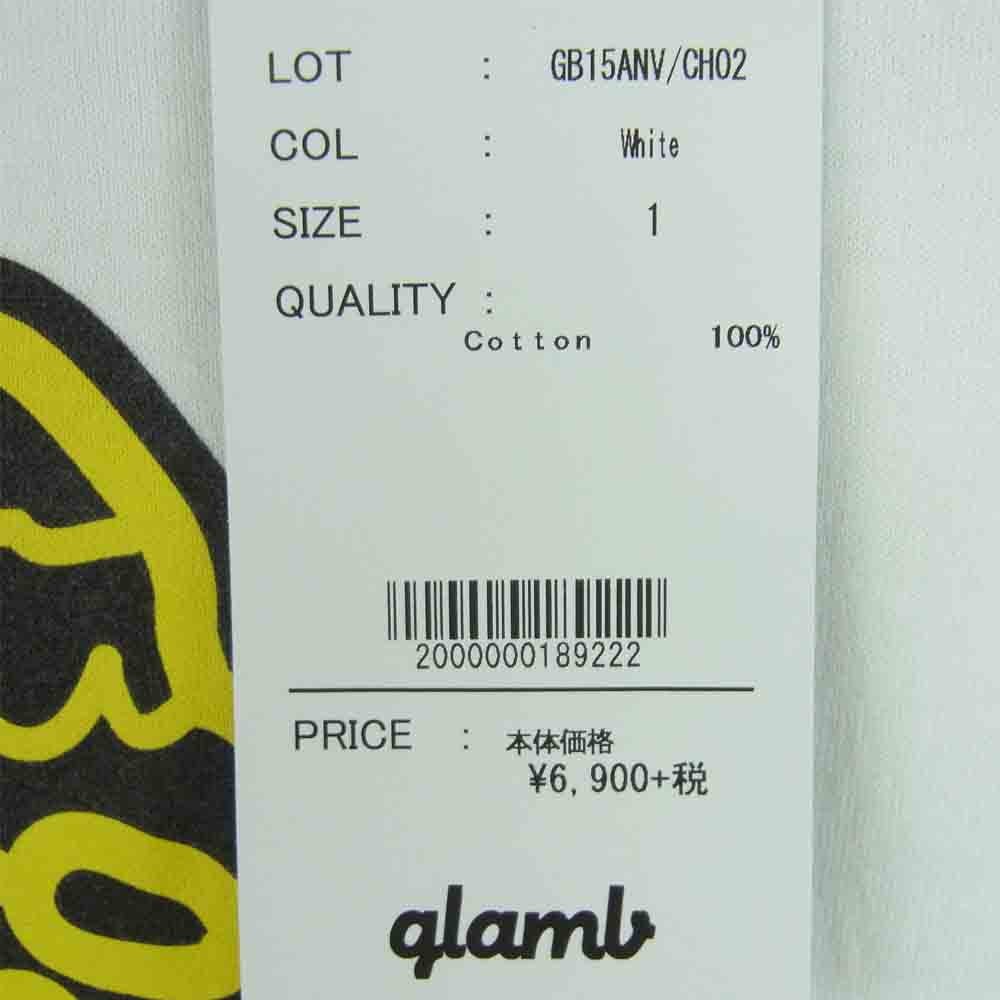 LOT : GB15ANV/CH02
COL : White
SIZE : 1
QUALITY :
Cotton 100%
2000000189222
PRICE : 本体価格
¥6,900+税
glamb